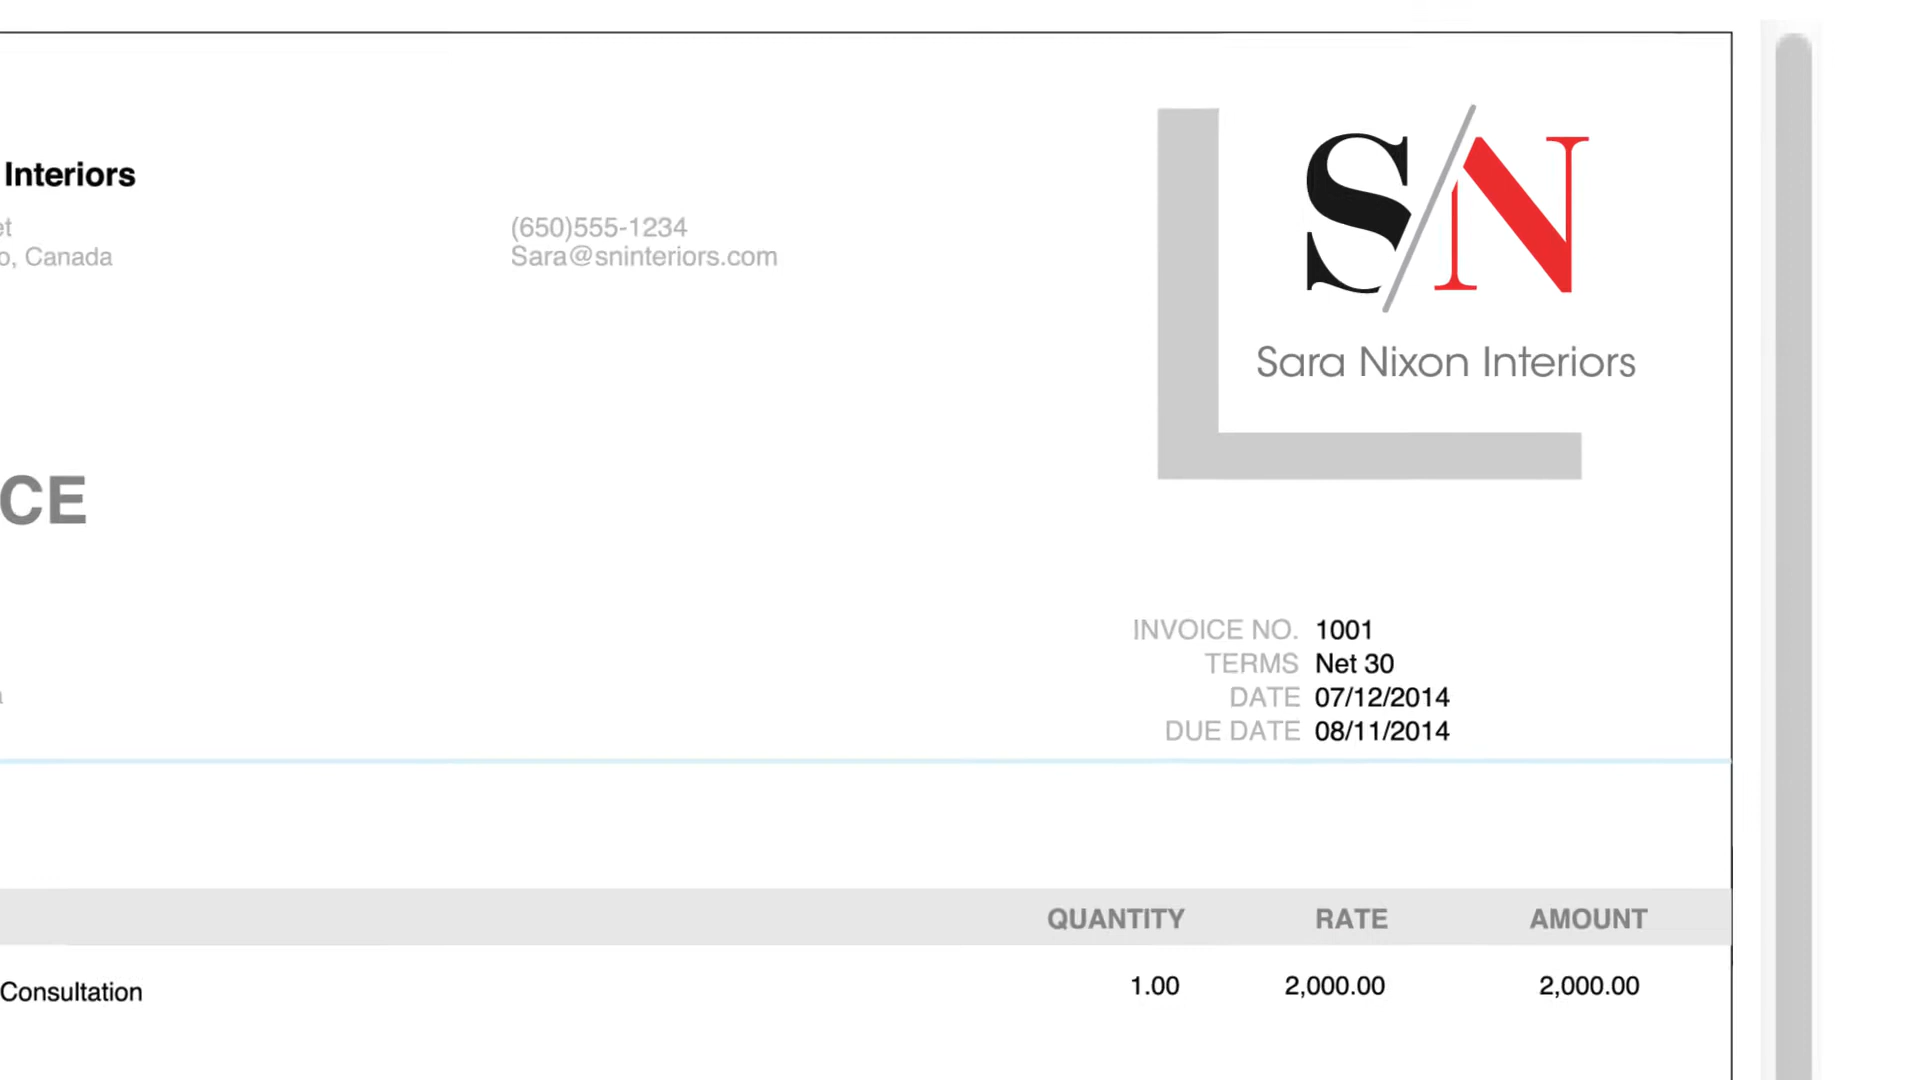 S/N
Sara Nixon Interiors
Interiors
(650)555-1234
o, Canada
Sara@sninteriors.com
CE
INVOICE NO. 1001
TERMS Net 30
DATE 07/12/2014
DUE DATE 08/11/2014
QUANTITY RATE AMOUNT
Consultation 1.00 2,000.00 2,000.00